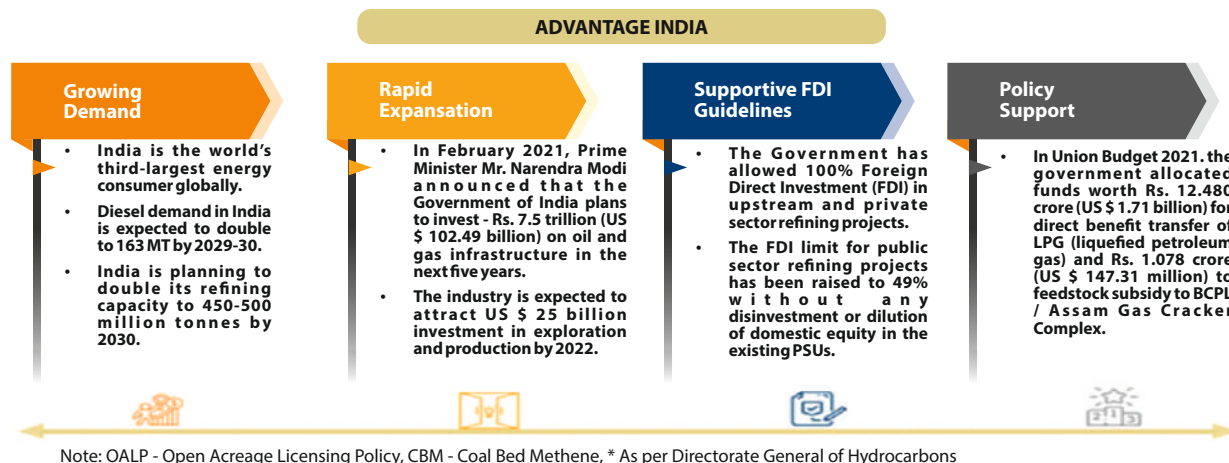 ADVANTAGE INDIA
Growing
Demand
• India is the world's
third-largest energy
consumer globally.
• Diesel demand in India
is expected to double
to 163 MT by 2029-30.
• India is planning to
double its refining
capacity to 450-500
million tonnes by
2030.
Rapid
Expansation
• In February 2021, Prime
Minister Mr. Narendra Modi
announced that the
Government of India plans
to invest - Rs. 7.5 trillion (US
$ 102.49 billion) on oil and
gas infrastructure in the
next five years.
• The industry is expected to
attract US $ 25 billion
investment in exploration
and production by 2022.
Supportive FDI
Guidelines
• The Government has
allowed 100% Foreign
Direct Investment (FDI) in
upstream and private
sector refining projects.
• The FDI limit for public
sector refining projects
has been raised to 49%
without any
disinvestment or dilution
of domestic equity in the
existing PSUs.
Policy
Support
• In Union Budget 2021. the
government allocated
funds worth Rs. 12.480
crore (US $ 1.71 billion) for
direct benefit transfer of
LPG (liquefied petroleum
gas) and Rs. 1.078 crore
(US $ 147.31 million) to
feedstock subsidy to BCPL
/ Assam Gas Cracker
Complex.
2 1 3
Note: OALP - Open Acreage Licensing Policy, CBM - Coal Bed Methene, * As per Directorate General of Hydrocarbons